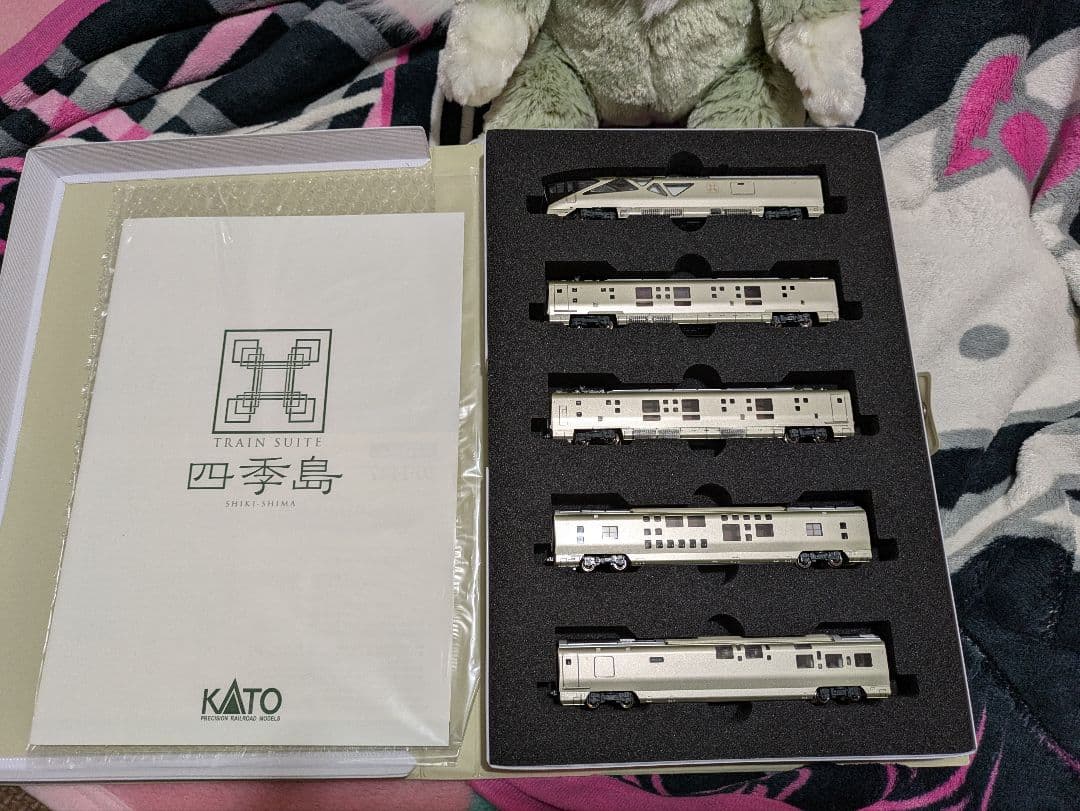 TRAIN SUITE
四季島
SHIKI-SHIMA
KATO
PRECISION RAILROAD MODELS